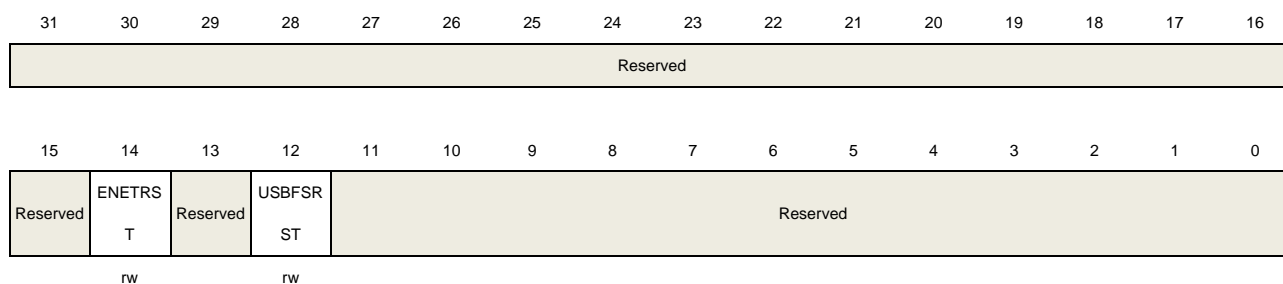 31 30 29 28 27 26 25 24 23 22 21 20 19 18 17 16
Reserved
15 14 13 12 11 10 9 8 7 6 5 4 3 2 1 0
Reserved ENETRS T Reserved USBFSR ST Reserved
rw rw